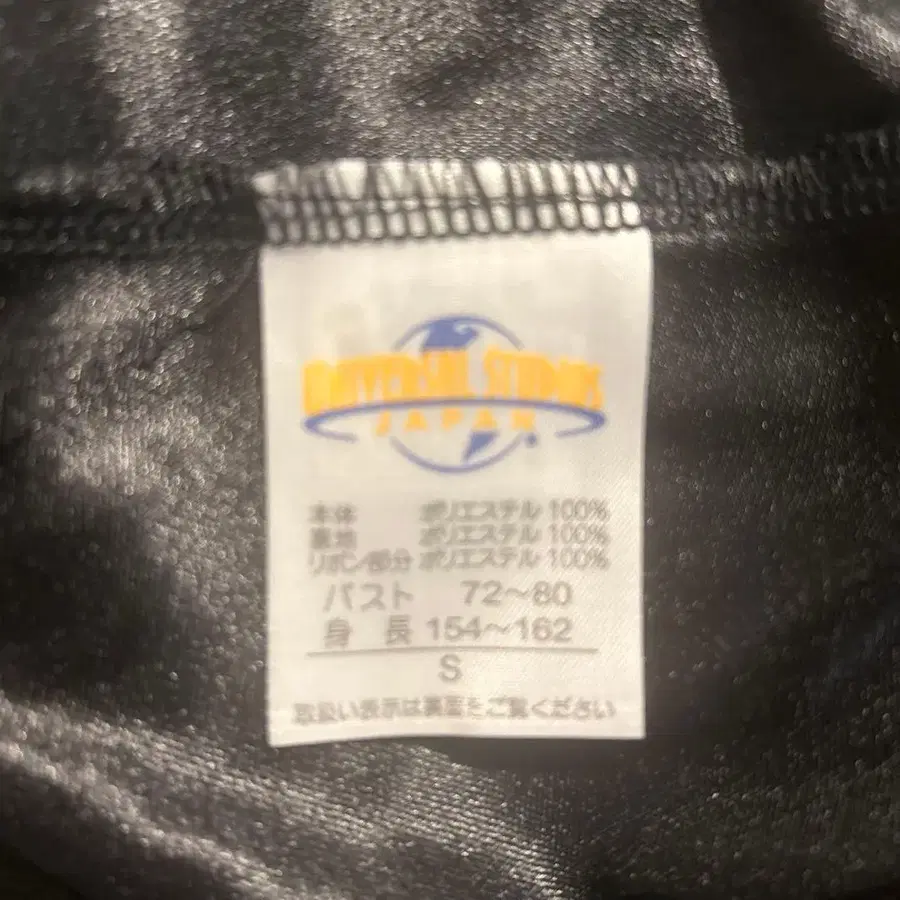 UNIVERSAL STUDIOS
JAPAN
本体 ポリエステル 100%
裏地 ポリエステル 100%
リボン部分 ポリエステル 100%
バスト 72～80
身 長 154～162
S
取扱い表示は裏面をご覧ください